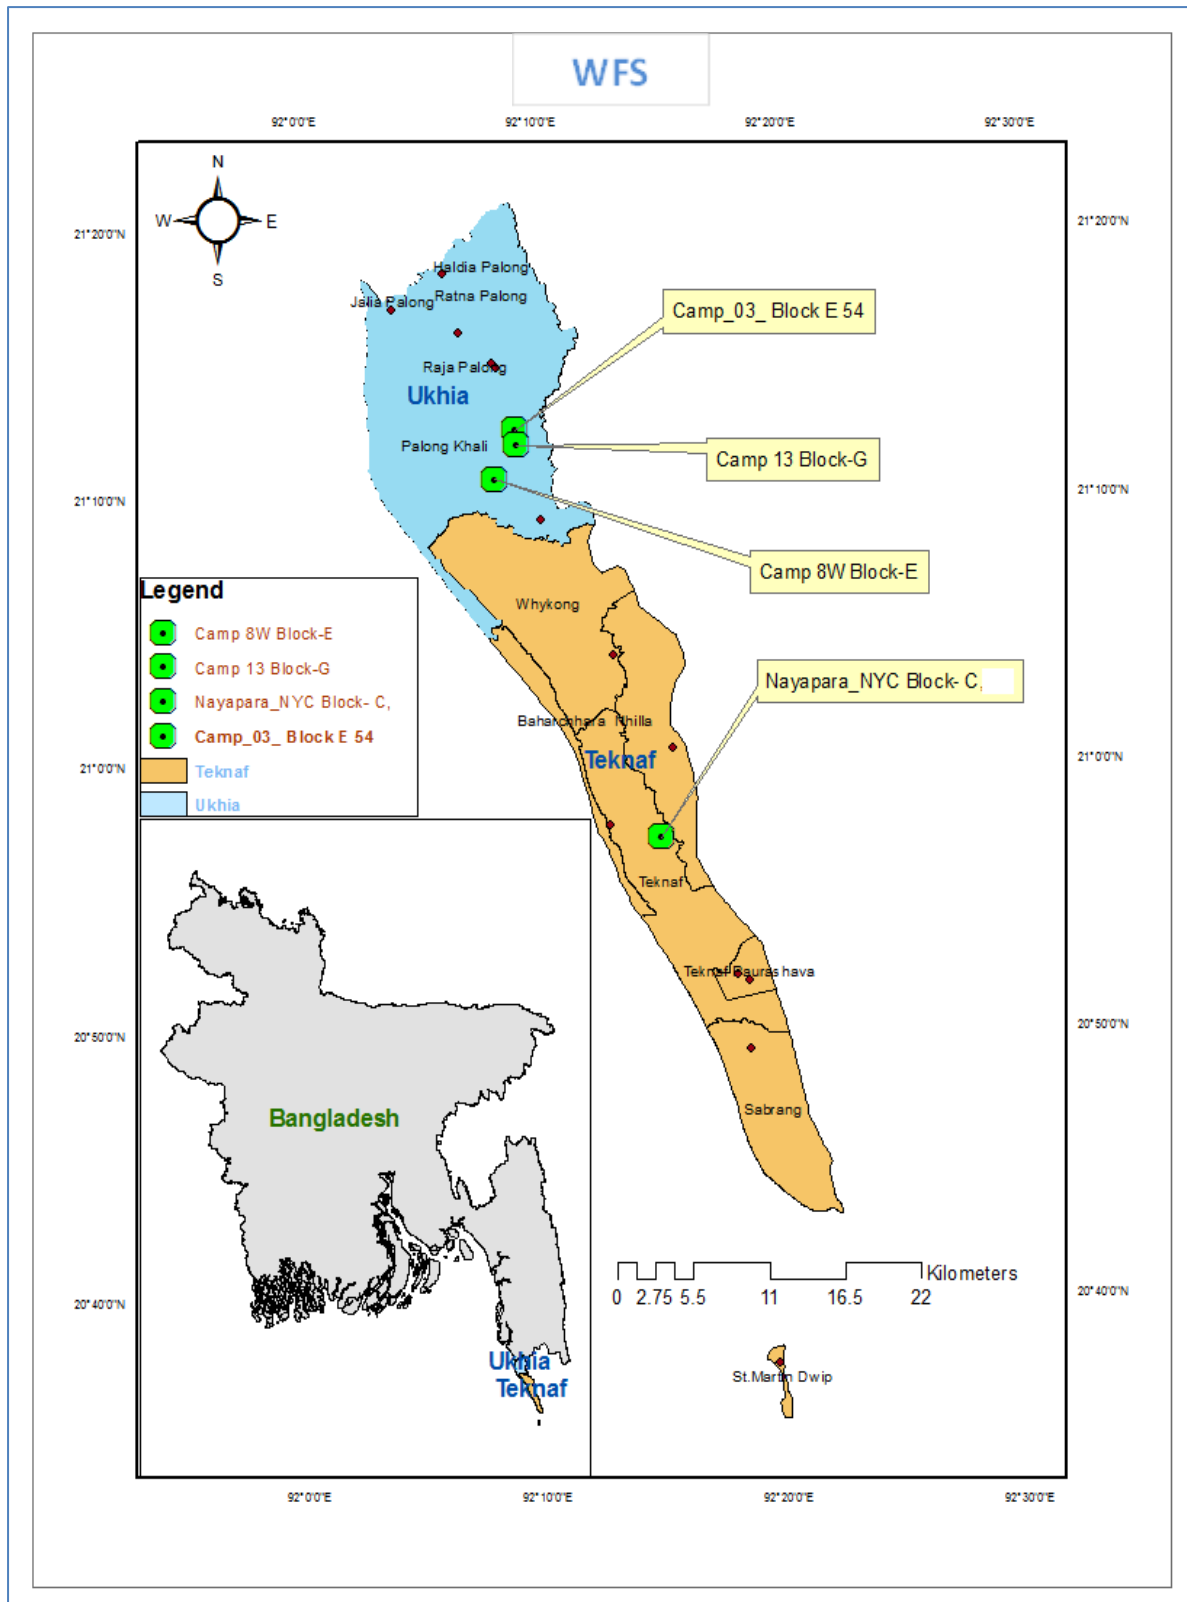 WFS
92°0'0"E
92°10'0"E
92°20'0"E
92°30'0"E
N
W
E
S
21°20'0"N
21°20'0"N
Haldia Palong
Jalia Palong
Ratna Palong
Camp_03_ Block E 54
Raja Palong
Ukhia
Palong Khali
Camp 13 Block-G
21°10'0"N
21°10'0"N
Camp 8W Block-E
Legend
Camp 8W Block-E
Camp 13 Block-G
Nayapara_NYC Block- C,
Camp_03_ Block E 54
Teknaf
Ukhia
Whykong
Nayapara_NYC Block- C,
Baharchhara
Nhilla
Teknaf
21°0'0"N
21°0'0"N
Teknaf
Teknaf Paurashava
20°50'0"N
20°50'0"N
Sabrang
Bangladesh
Kilometers
0 2.75 5.5 11 16.5 22
20°40'0"N
20°40'0"N
Ukhia
Teknaf
St.Martin Dwip
92°0'0"E
92°10'0"E
92°20'0"E
92°30'0"E